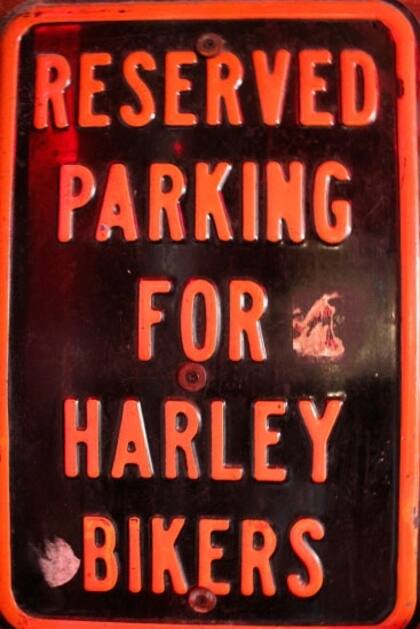 RESERVED
PARKING
FOR
HARLEY
BIKERS